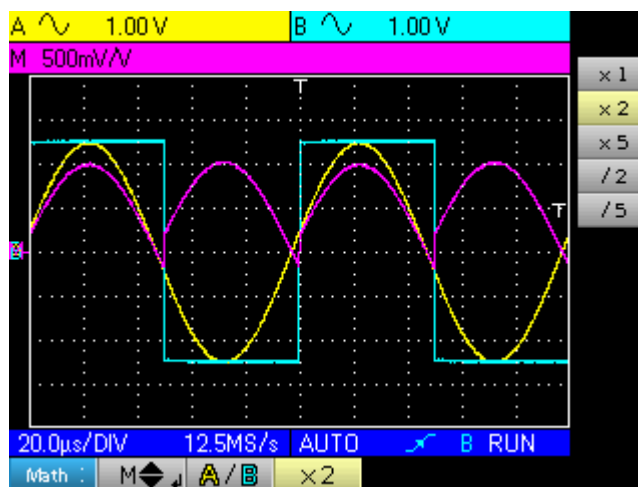 A 1.00 V B 1.00 V
M 500mV/V
T
×1
×2
×5
/2
/5
T
20.0μs/DIV 12.5MS/s AUTO B RUN
Math : M A/B ×2